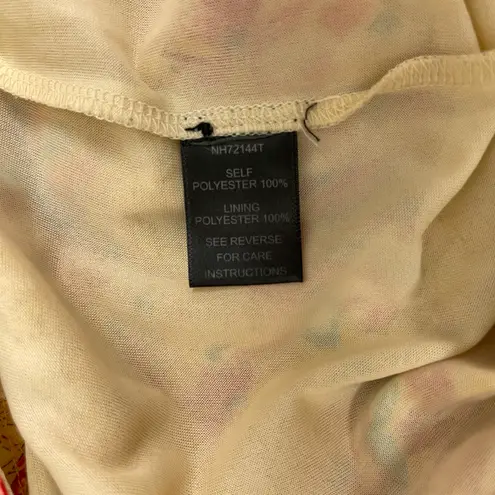 NH72144T
SELF
POLYESTER 100%
LINING
POLYESTER 100%
SEE REVERSE
FOR CARE
INSTRUCTIONS